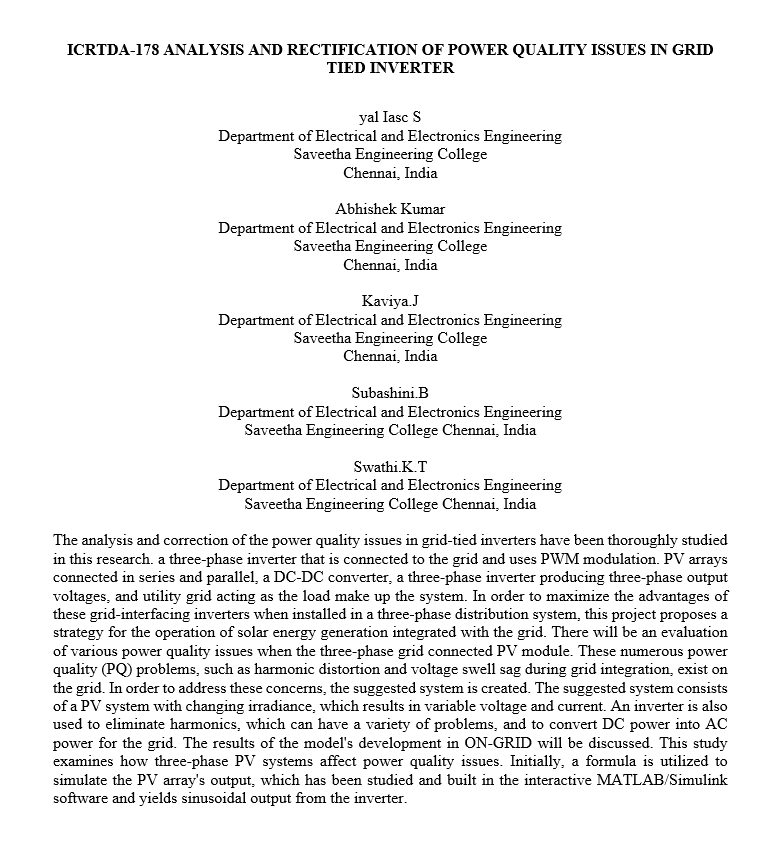 ICRTDA-178 ANALYSIS AND RECTIFICATION OF POWER QUALITY ISSUES IN GRID
TIED INVERTER
yal Iasc S
Department of Electrical and Electronics Engineering
Saveetha Engineering College
Chennai, India
Abhishek Kumar
Department of Electrical and Electronics Engineering
Saveetha Engineering College
Chennai, India
Kaviya.J
Department of Electrical and Electronics Engineering
Saveetha Engineering College
Chennai, India
Subashini.B
Department of Electrical and Electronics Engineering
Saveetha Engineering College Chennai, India
Swathi.K.T
Department of Electrical and Electronics Engineering
Saveetha Engineering College Chennai, India
The analysis and correction of the power quality issues in grid-tied inverters have been thoroughly studied
in this research. a three-phase inverter that is connected to the grid and uses PWM modulation. PV arrays
connected in series and parallel, a DC-DC converter, a three-phase inverter producing three-phase output
voltages, and utility grid acting as the load make up the system. In order to maximize the advantages of
these grid-interfacing inverters when installed in a three-phase distribution system, this project proposes a
strategy for the operation of solar energy generation integrated with the grid. There will be an evaluation
of various power quality issues when the three-phase grid connected PV module. These numerous power
quality (PQ) problems, such as harmonic distortion and voltage swell sag during grid integration, exist on
the grid. In order to address these concerns, the suggested system is created. The suggested system consists
of a PV system with changing irradiance, which results in variable voltage and current. An inverter is also
used to eliminate harmonics, which can have a variety of problems, and to convert DC power into AC
power for the grid. The results of the model's development in ON-GRID will be discussed. This study
examines how three-phase PV systems affect power quality issues. Initially, a formula is utilized to
simulate the PV array's output, which has been studied and built in the interactive MATLAB/Simulink
software and yields sinusoidal output from the inverter.